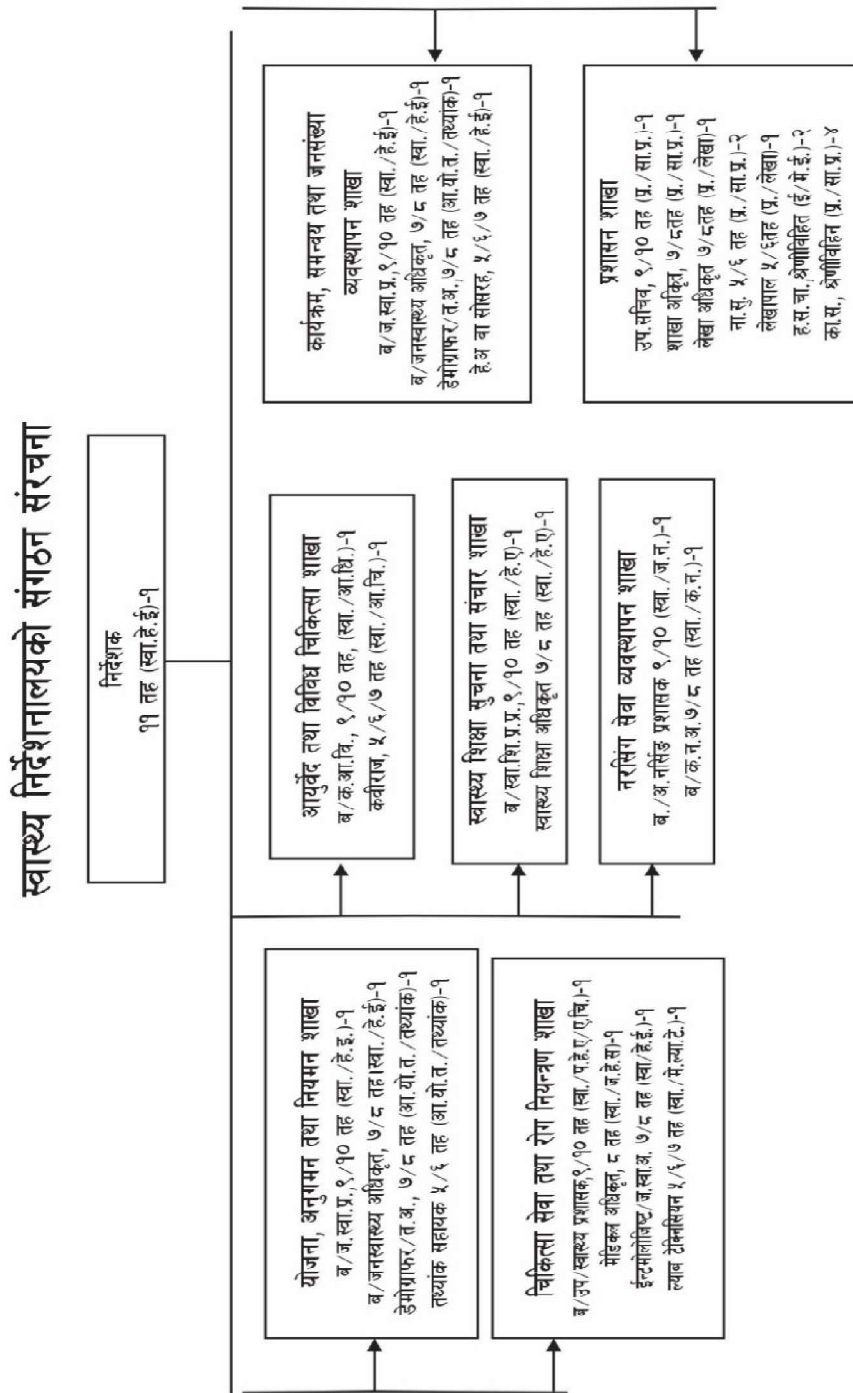 स्वास्थ्य निर्देशनालयको संगठन संरचना
निर्देशक
११ तह (स्वा.हे.ई)-१
योजना, अनुगमन तथा नियमन शाखा
ब/ज.स्वा.प्र.,९/१० तह (स्वा./हे.इ.)-१
ब/जनस्वास्थ्य अधिकृत, ७/८ तह।स्वा./हे.ई)-१
डेमोग्राफर/त.अ., ७/८ तह (आ.यो.त./तथ्यांक)-१
तथ्यांक सहायक ५/६ तह (आ.यो.त./तथ्यांक)-१
चिकित्सा सेवा तथा रोग नियन्त्रण शाखा
ब/उप/स्वास्थ्य प्रशासक,९/१० तह (स्वा./प.हे.ए/ए.चि.)-१
मेडिकल अधिकृत, ८ तह (स्वा./ज.हे.स)-१
ईन्टमोलोजिष्ट/ज.स्वा.अ. ७/८ तह (स्वा/हे.ई.)-१
ल्याव टेक्निसियन ५/६/७ तह (स्वा./मे.ल्या.टे.)-१
आयुर्वेद तथा विविध चिकित्सा शाखा
ब/क.आ.वि., ९/१० तह, (स्वा./आ.धि.)-१
कवीराज, ५/६/७ तह (स्वा./आ.चि.)-१
स्वास्थ्य शिक्षा सुचना तथा संचार शाखा
ब/स्वा.शि.प्र.प्र.,९/१० तह (स्वा./हे.ए)-१
स्वास्थ्य शिक्षा अधिकृत ७/८ तह (स्वा./हे.ए)-१
नरसिंग सेवा व्यवस्थापन शाखा
ब./अ.नर्सिङ प्रशासक ९/१० (स्वा./ज.न.)-१
ब/क.न.अ.७/८ तह (स्वा./क.न.)-१
कार्यक्रम, समन्वय तथा जनसंख्या
व्यवस्थापन शाखा
ब/ज.स्वा.प्र.,९/१० तह (स्वा./हे.ई)-१
ब/जनस्वास्थ्य अधिकृत, ७/८ तह (स्वा./हे.ई)-१
डेमोग्राफर/त.अ.,७/८ तह (आ.यो.त./तथ्यांक)-१
हे.अ वा सोसरह, ५/६/७ तह (स्वा./हे.ई)-१
प्रशासन शाखा
उप.सचिव, ९/१० तह (प्र./सा.प्र.)-१
शाखा अकृित, ७/८तह (प्र./सा.प्र.)-१
लेखा अधिकृत ७/८तह (प्र./लेखा)-१
ना.सु. ५/६ तह (प्र./सा.प्र.)-२
लेखापाल ५/६तह (प्र./लेखा)-१
ह.स.चा.,श्रेणीविहित (ई/मे.ई.)-२
का.स., श्रेणीविहिन (प्र./सा.प्र.)-४